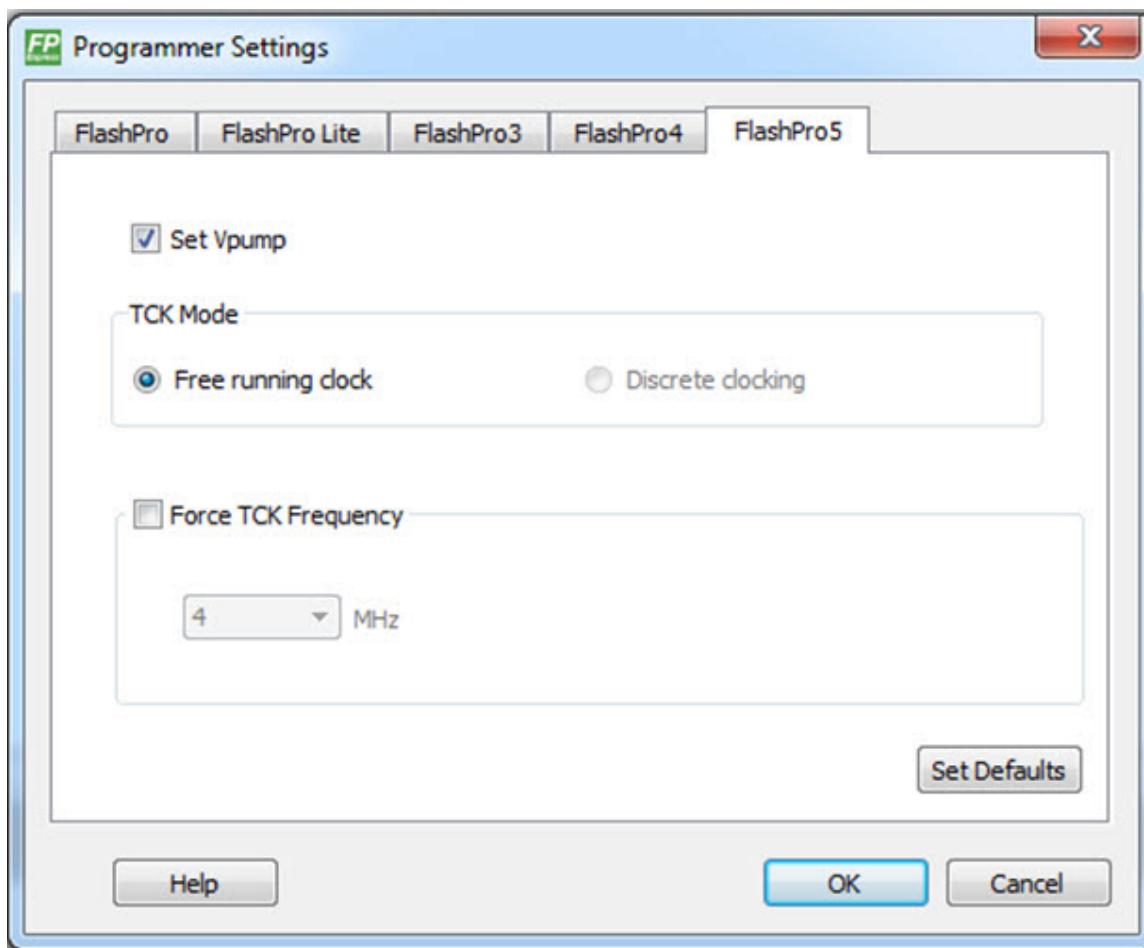 FP Express Programmer Settings
FlashPro FlashPro Lite FlashPro3 FlashPro4 FlashPro5
Set Vpump
TCK Mode
Free running clock Discrete clocking
Force TCK Frequency
4 MHz
Set Defaults
Help OK Cancel